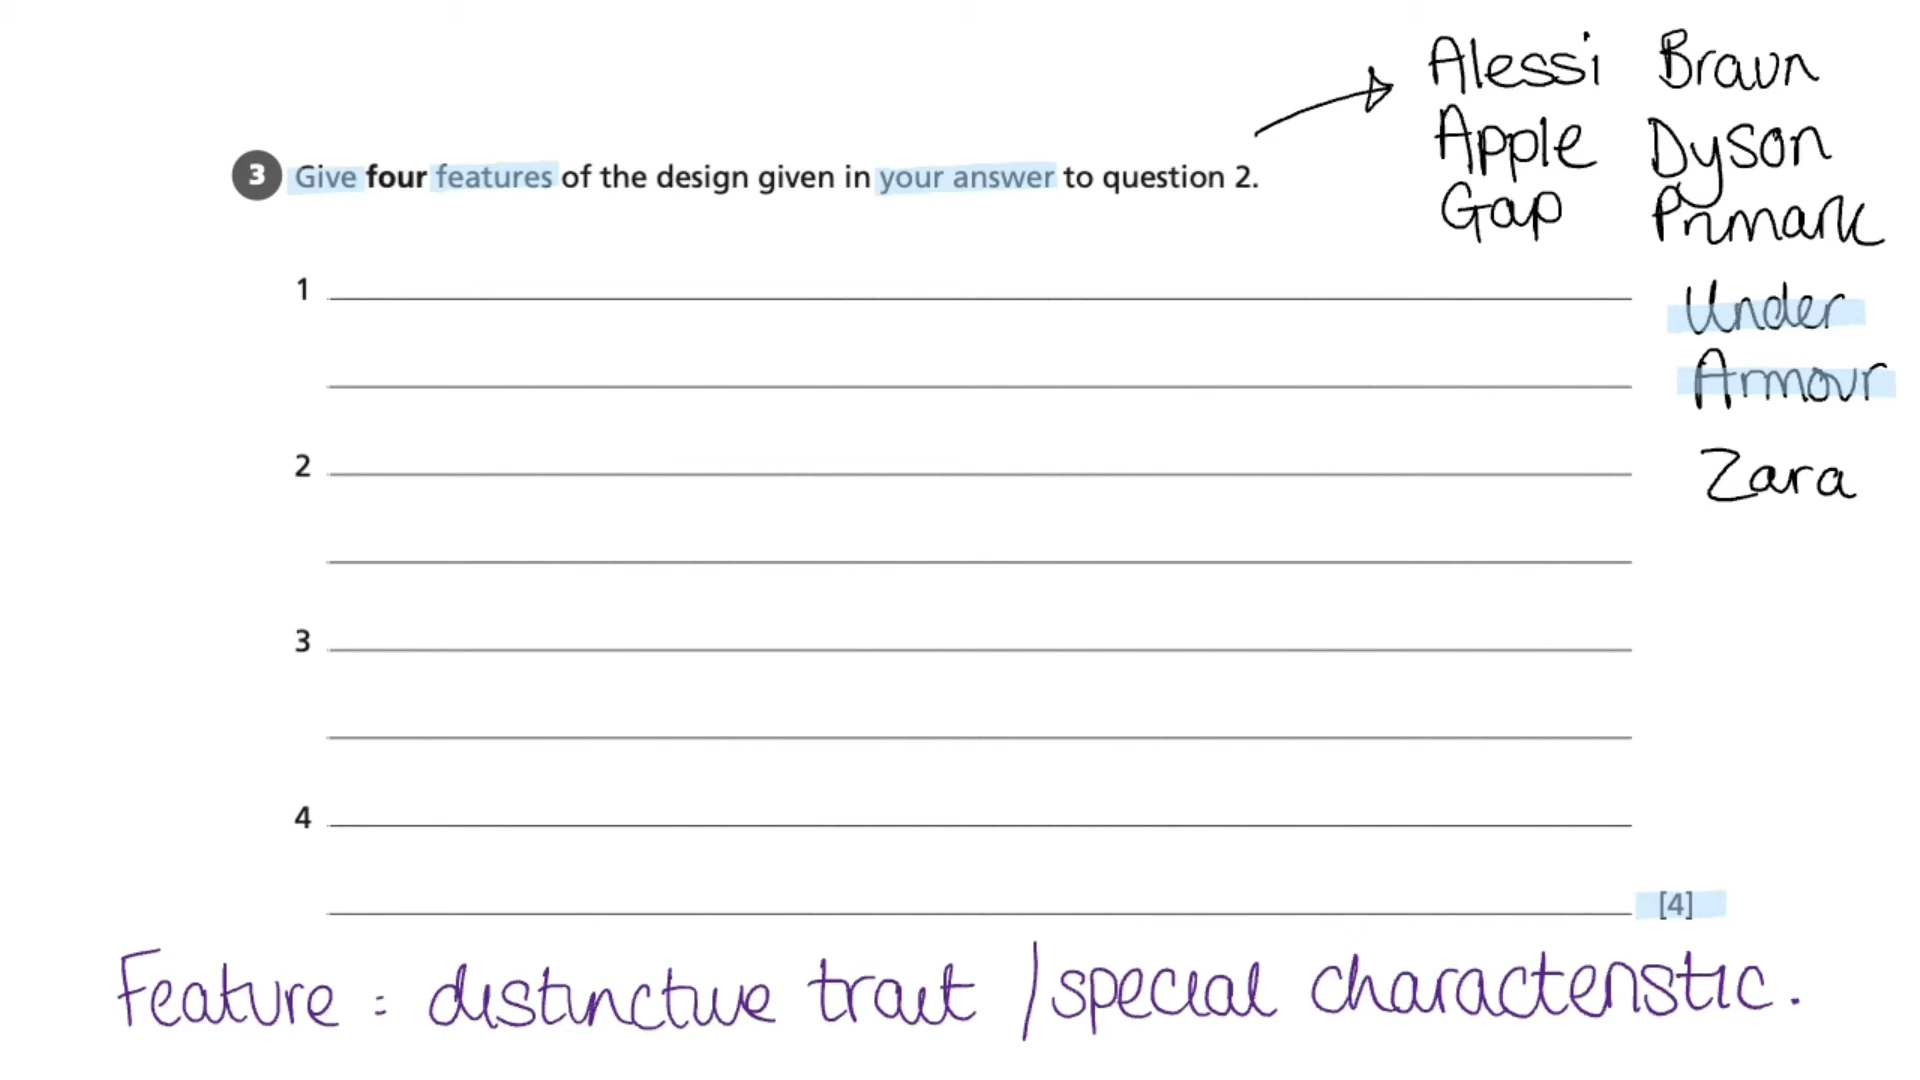 Alessi Braun
Apple Dyson
3 Give four features of the design given in your answer to question 2.
Gap Primark
1
Under
Armour
2
Zara
3
4
[4]
Feature = distinctive trait / special characteristic.